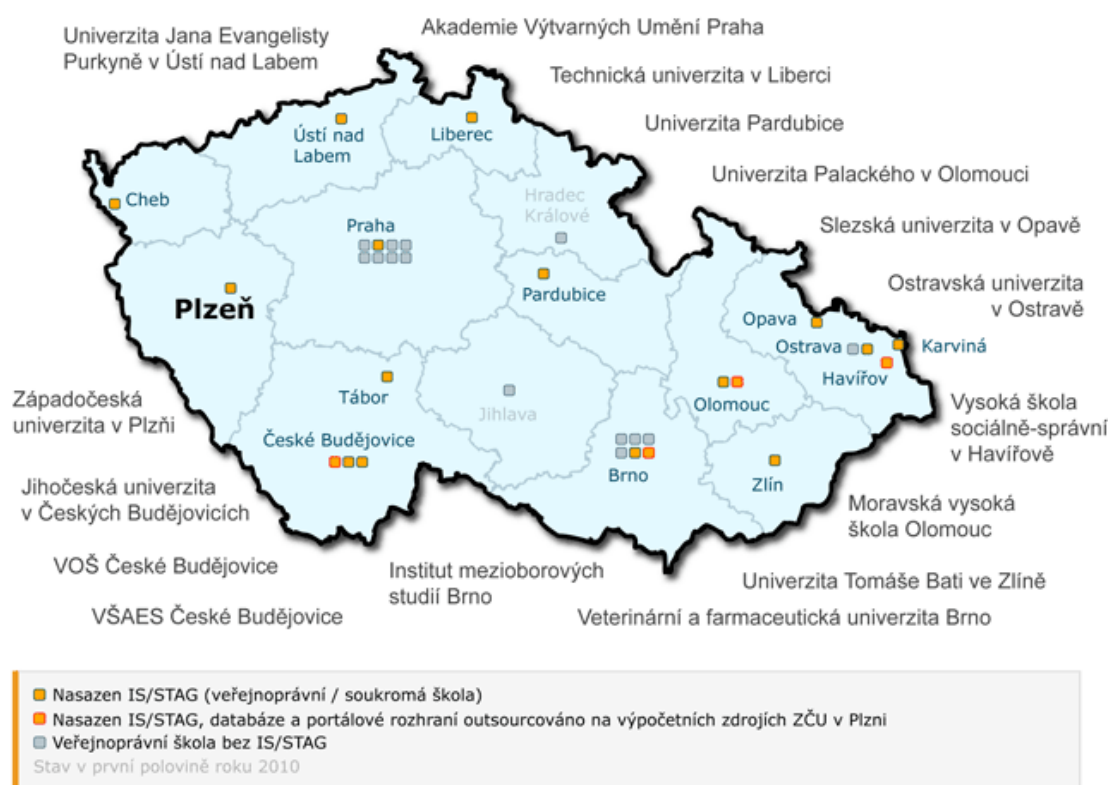 Univerzita Jana Evangelisty
Purkyně v Ústí nad Labem
Akademie Výtvarných Umění Praha
Technická univerzita v Liberci
Univerzita Pardubice
Univerzita Palackého v Olomouci
Slezská univerzita v Opavě
Ostravská univerzita
v Ostravě
Ústí nad
Labem
Liberec
Cheb
Hradec
Králové
Praha
Plzeň
Pardubice
Opava
Ostrava
Karviná
Havířov
Tábor
Jihlava
Olomouc
České Budějovice
Brno
Zlín
Západočeská
univerzita v Plzňi
Vysoká škola
sociálně-správní
v Havířově
Jihočeská univerzita
v Českých Budějovicích
Moravská vysoká
škola Olomouc
VOŠ České Budějovice
Institut mezioborových
studií Brno
Univerzita Tomáše Bati ve Zlíně
VŠAES České Budějovice
Veterinární a farmaceutická univerzita Brno
Nasazen IS/STAG (veřejnoprávní / soukromá škola)
Nasazen IS/STAG, databáze a portálové rozhraní outsourcováno na výpočetních zdrojích ZČU v Plzni
Veřejnoprávní škola bez IS/STAG
Stav v první polovině roku 2010